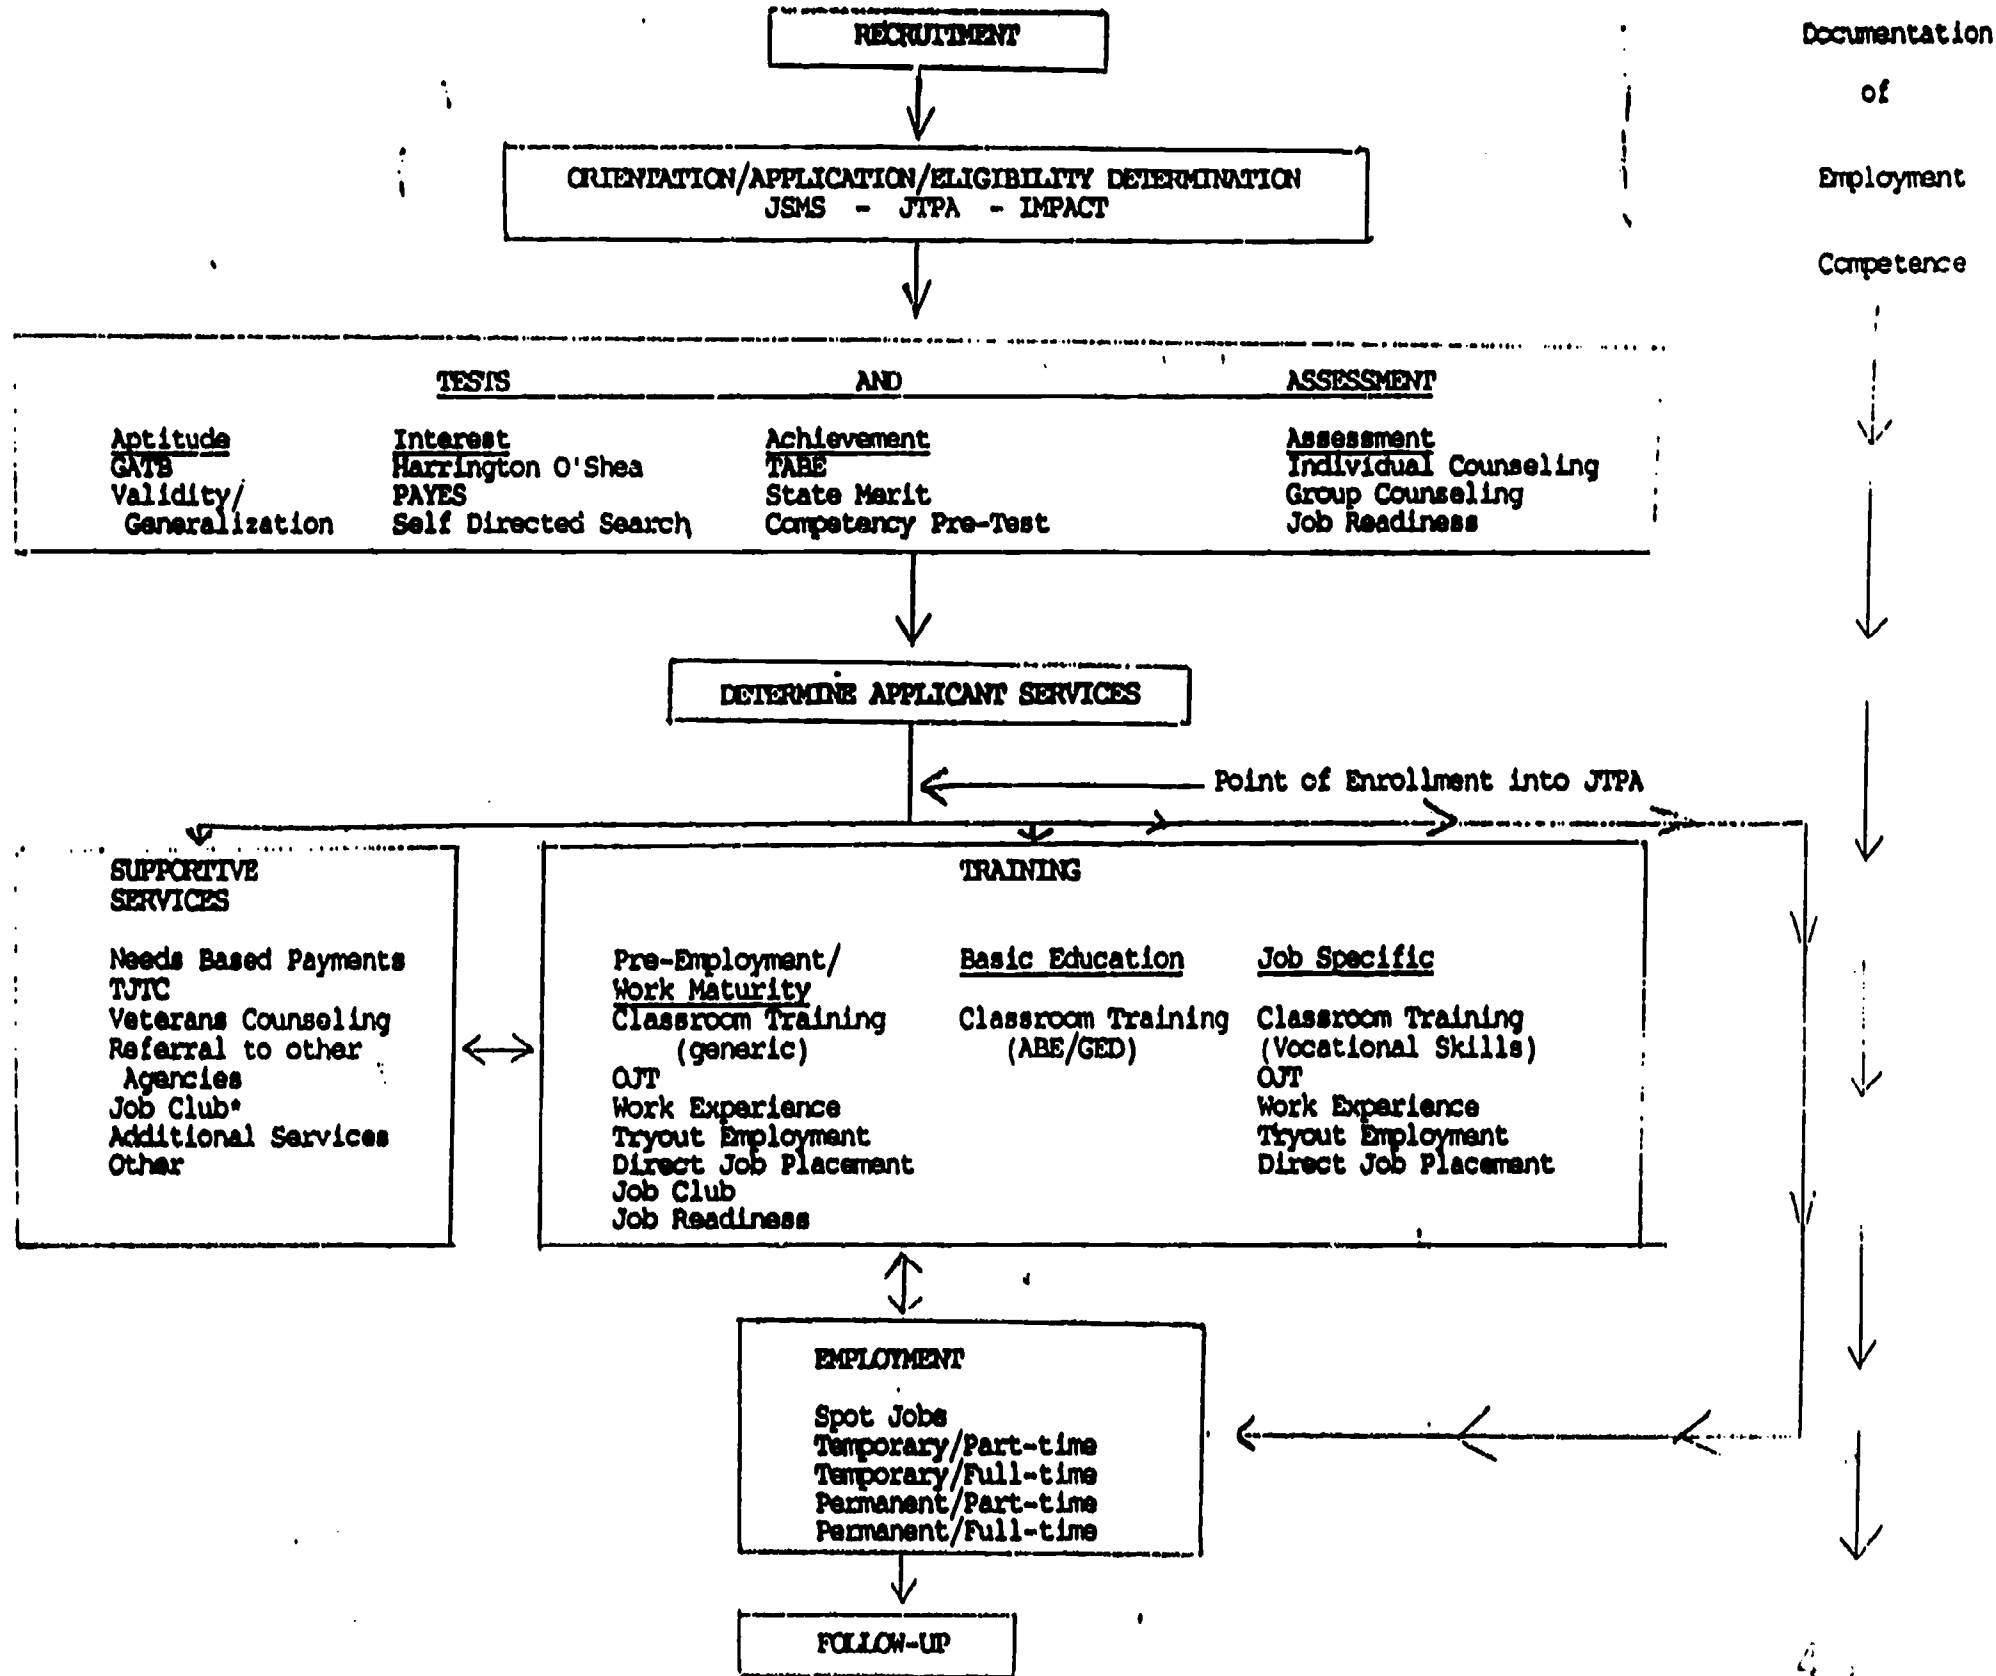 RECRUITMENT
Documentation
of
Employment
Competence
ORIENTATION/APPLICATION/ELIGIBILITY DETERMINATION
JSMS - JTPA - IMPACT
TESTS AND ASSESSMENT
Aptitude
GATB
Validity/
Generalization
Interest
Harrington O'Shea
PAYES
Self Directed Search
Achievement
TABE
State Merit
Competency Pre-Test
Assessment
Individual Counseling
Group Counseling
Job Readiness
DETERMINE APPLICANT SERVICES
Point of Enrollment into JTPA
SUPPORTIVE
SERVICES
Needs Based Payments
TJTC
Veterans Counseling
Referral to other
Agencies
Job Club*
Additional Services
Other
TRAINING
Pre-Employment/
Work Maturity
Classroom Training
(generic)
OJT
Work Experience
Tryout Employment
Direct Job Placement
Job Club
Job Readiness
Basic Education
Classroom Training
(ABE/GED)
Job Specific
Classroom Training
(Vocational Skills)
OJT
Work Experience
Tryout Employment
Direct Job Placement
EMPLOYMENT
Spot Jobs
Temporary/Part-time
Temporary/Full-time
Permanent/Part-time
Permanent/Full-time
FOLLOW-UP